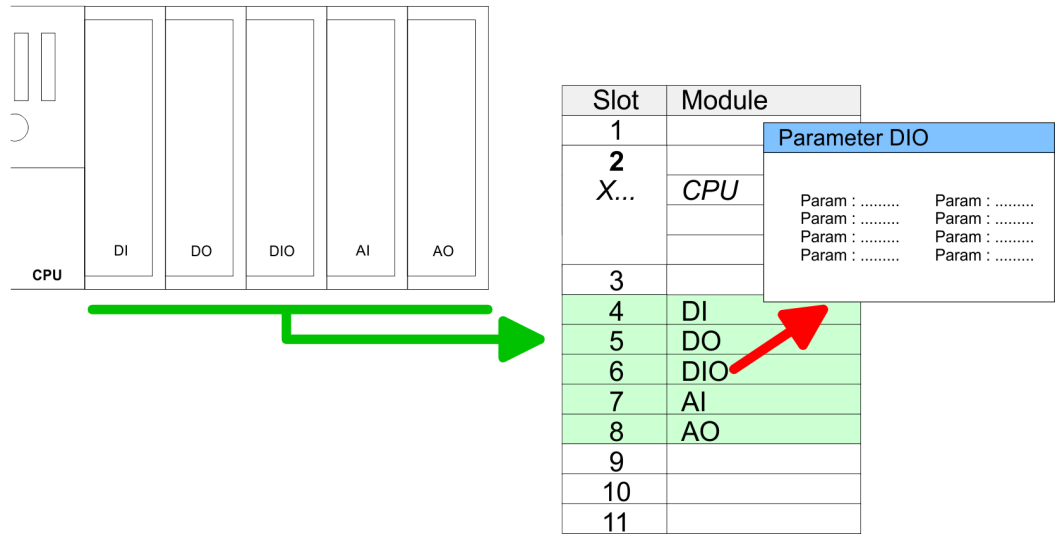 DI DO DIO AI AO
CPU
Slot Module
1
2
X... CPU
3
4 DI
5 DO
6 DIO
7 AI
8 AO
9
10
11
Parameter DIO
Param : ......... Param : .........
Param : ......... Param : .........
Param : ......... Param : .........
Param : ......... Param : .........